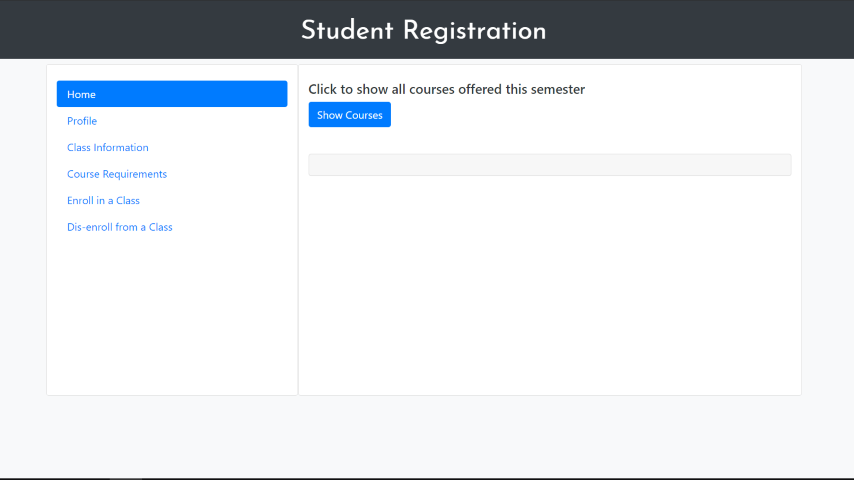 Student Registration
Home
Profile
Class Information
Course Requirements
Enroll in a Class
Dis-enroll from a Class
Click to show all courses offered this semester
Show Courses